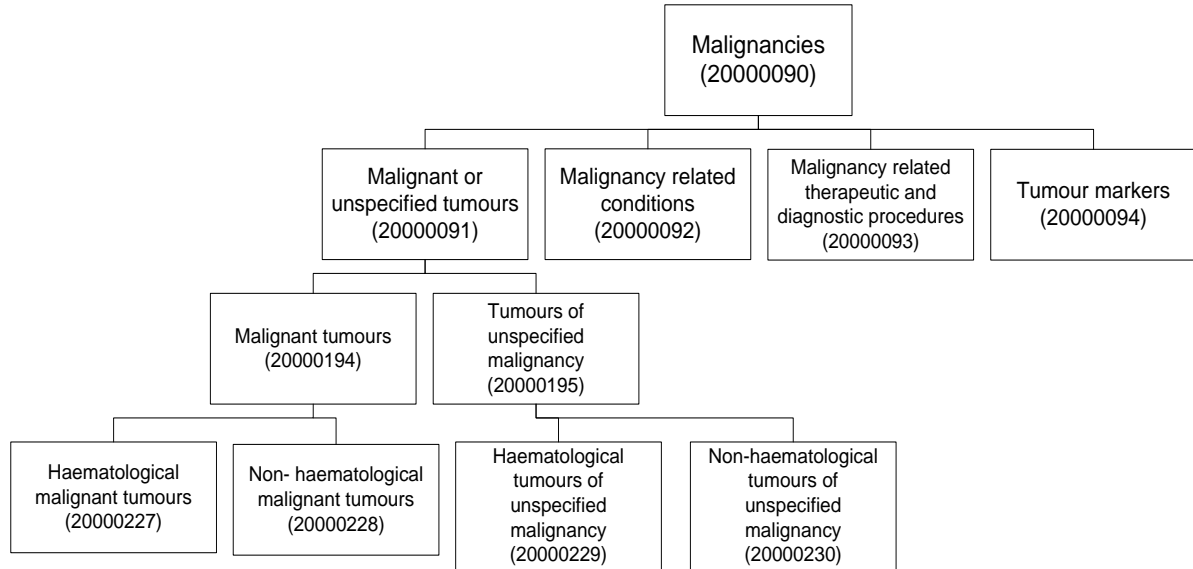 Malignancies
(20000090)
Malignant or
unspecified tumours
(20000091)
Malignancy related
conditions
(20000092)
Malignancy related
therapeutic and
diagnostic procedures
(20000093)
Tumour markers
(20000094)
Malignant tumours
(20000194)
Tumours of
unspecified
malignancy
(20000195)
Haematological
malignant tumours
(20000227)
Non- haematological
malignant tumours
(20000228)
Haematological
tumours of
unspecified
malignancy
(20000229)
Non-haematological
tumours of
unspecified
malignancy
(20000230)